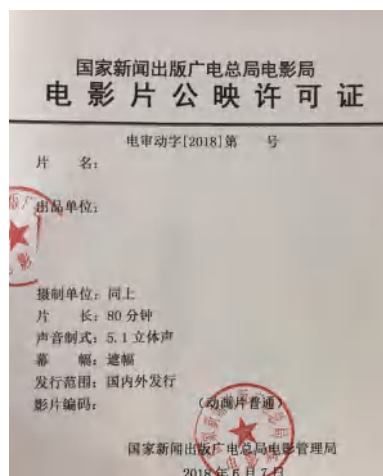 国家新闻出版广电总局电影局
电影片公映许可证
电审动字[2018]第 号
片 名:
出品单位:
摄制单位: 同上
片 长: 80分钟
声音制式: 5.1立体声
幕 幅: 遮幅
发行范围: 国内外发行
影片编码: (动画片普通)
国家新闻出版广电总局电影管理局
2018年6月7日